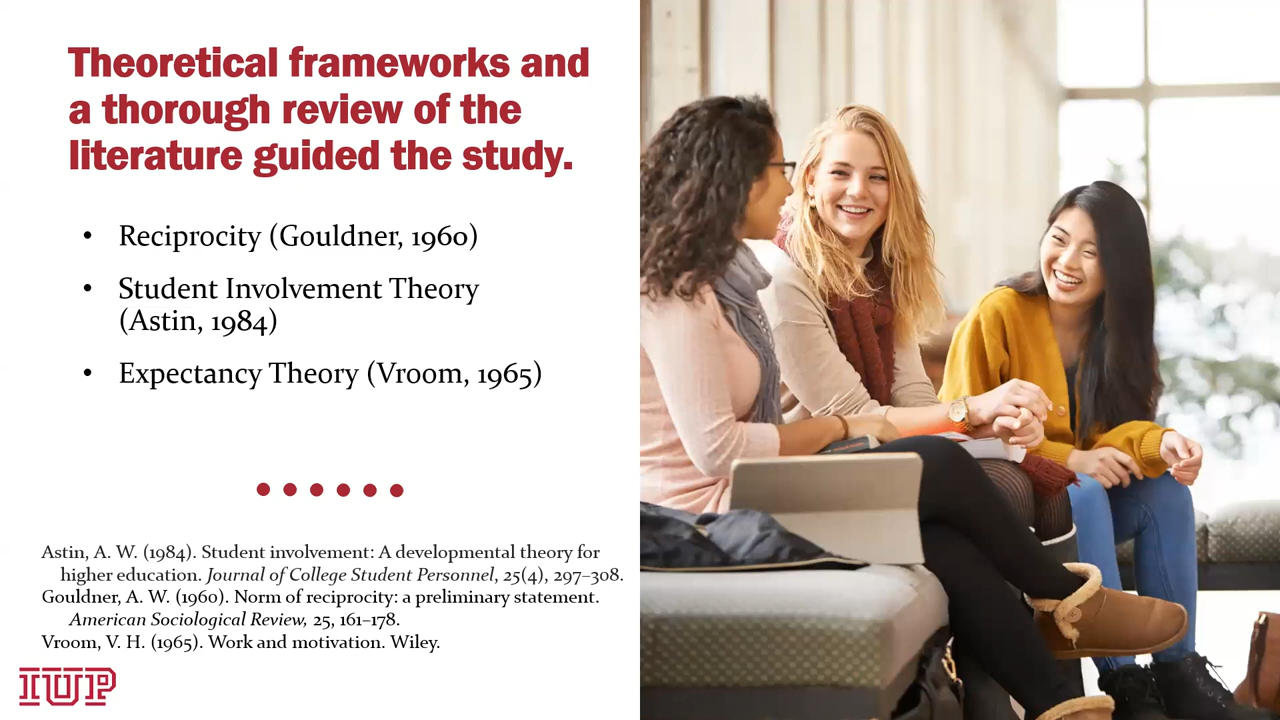 Theoretical frameworks and
a thorough review of the
literature guided the study.
• Reciprocity (Gouldner, 1960)
• Student Involvement Theory
(Astin, 1984)
• Expectancy Theory (Vroom, 1965)
Astin, A. W. (1984). Student involvement: A developmental theory for
higher education. Journal of College Student Personnel, 25(4), 297–308.
Gouldner, A. W. (1960). Norm of reciprocity: a preliminary statement.
American Sociological Review, 25, 161–178.
Vroom, V. H. (1965). Work and motivation. Wiley.
IUP